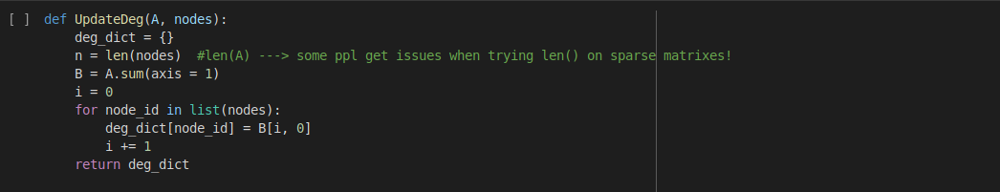 [ ] def UpdateDeg(A, nodes):
deg_dict = {}
n = len(nodes)  #len(A) ---> some ppl get issues when trying len() on sparse matrixes!
B = A.sum(axis = 1)
i = 0
for node_id in list(nodes):
deg_dict[node_id] = B[i, 0]
i += 1
return deg_dict